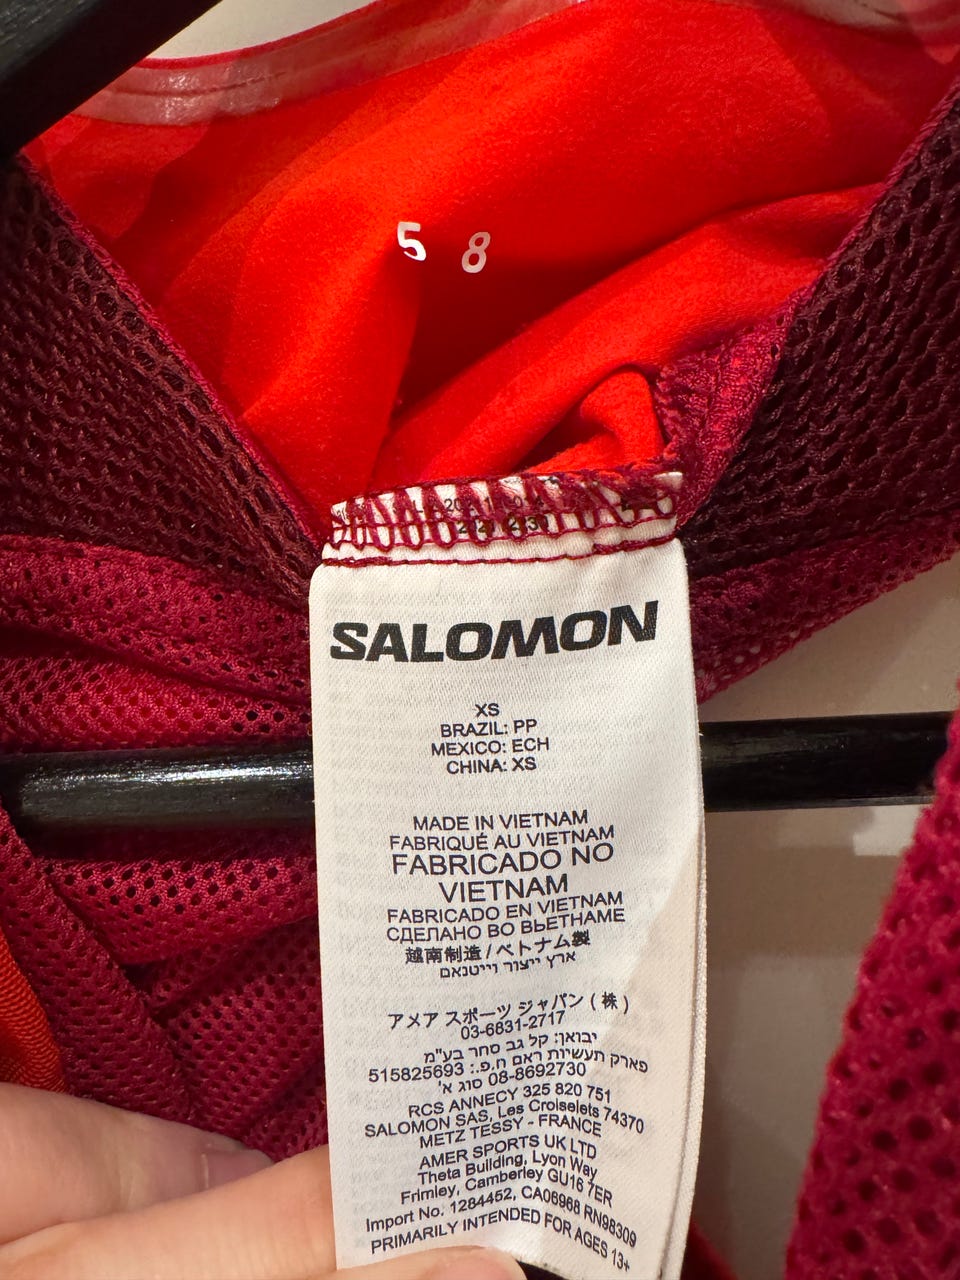 5 8
SALOMON
XS
BRAZIL: PP
MEXICO: ECH
CHINA: XS
MADE IN VIETNAM
FABRIQUÉ AU VIETNAM
FABRICADO NO
VIETNAM
FABRICADO EN VIETNAM
СДЕЛАНО ВО ВЬЕТНАМЕ
越南制造 / ベトナム製
ארץ ייצור וייטנאם
アメア スポーツ ジャパン ( 株 )
03-6831-2717
יבואן: קל גב סחר בע"מ
פארק תעשיות ראם ח.פ.: 515825693
08-8692730 סוג א'
RCS ANNECY 325 820 751
SALOMON SAS, Les Croiselets 74370
METZ TESSY - FRANCE
AMER SPORTS UK LTD
Theta Building, Lyon Way
Frimley, Camberley GU16 7ER
Import No. 1284452, CA06968 RN98309
PRIMARILY INTENDED FOR AGES 13+